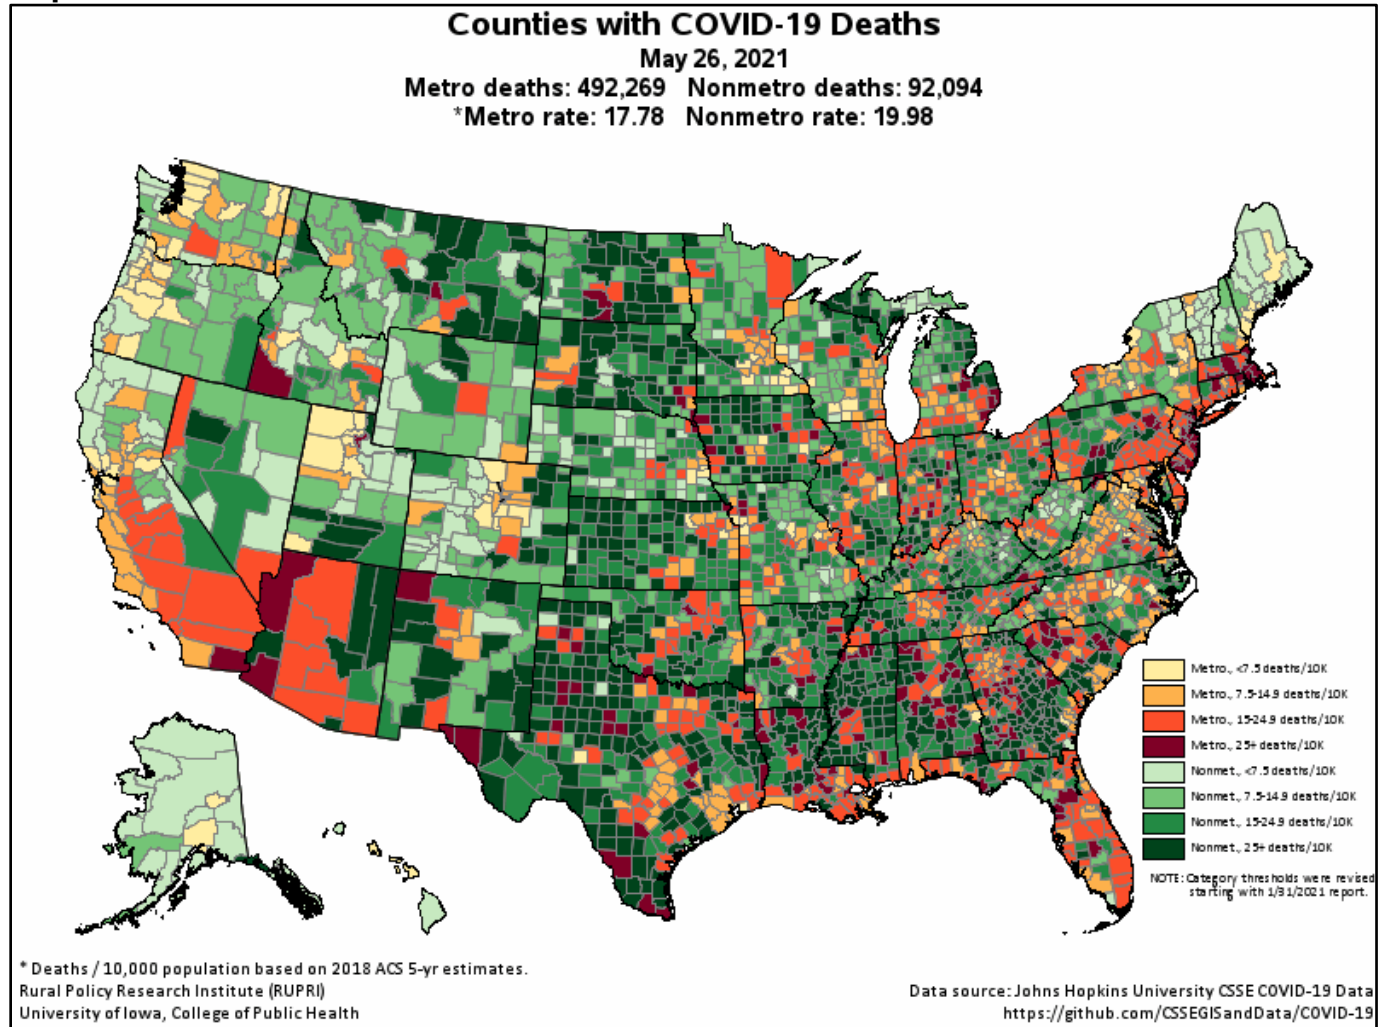 Counties with COVID-19 Deaths
May 26, 2021
Metro deaths: 492,269 Nonmetro deaths: 92,094
*Metro rate: 17.78 Nonmetro rate: 19.98
Metro., <7.5 deaths/10K
Metro., 7.5-14.9 deaths/10K
Metro., 15-24.9 deaths/10K
Metro., 25+ deaths/10K
Nonmet., <7.5 deaths/10K
Nonmet., 7.5-14.9 deaths/10K
Nonmet., 15-24.9 deaths/10K
Nonmet., 25+ deaths/10K
NOTE: Category thresholds were revised
starting with 1/31/2021 report.
* Deaths / 10,000 population based on 2018 ACS 5-yr estimates.
Rural Policy Research Institute (RUPRI)
University of Iowa, College of Public Health
Data source: Johns Hopkins University CSSE COVID-19 Data
https://github.com/CSSEGISandData/COVID-19